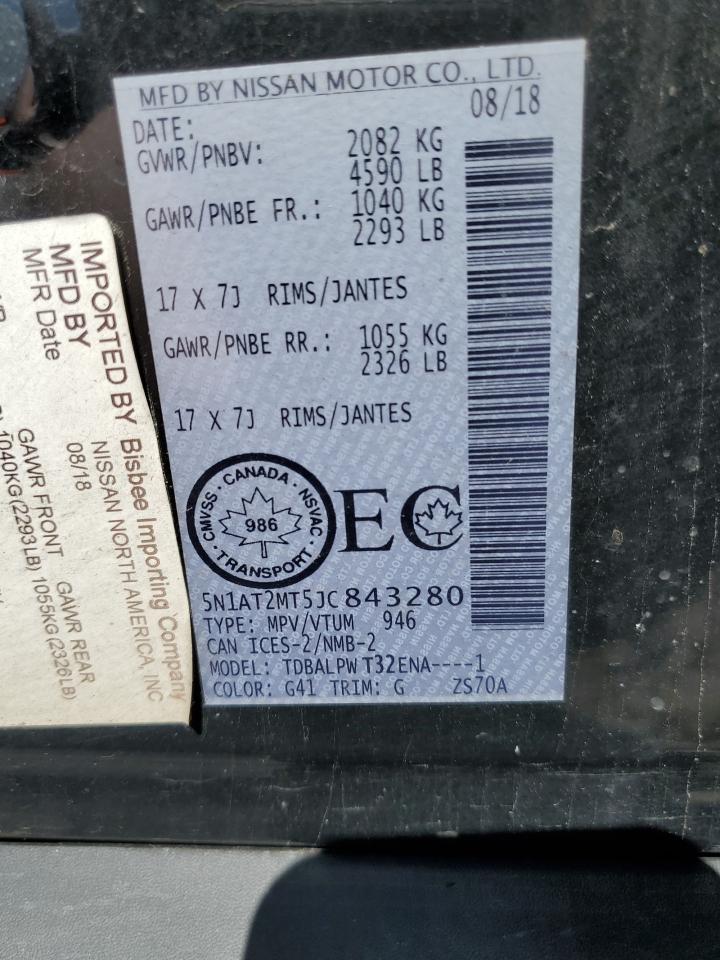 MFD BY NISSAN MOTOR CO., LTD.
DATE: 08/18
GVWR/PNBV: 2082 KG
4590 LB
GAWR/PNBE FR.: 1040 KG
2293 LB
17 X 7J RIMS/JANTES
GAWR/PNBE RR.: 1055 KG
2326 LB
17 X 7J RIMS/JANTES
CMVSS · CANADA · NSVAC · TRANSPORT ·
986
EC
5N1AT2MT5JC843280
TYPE: MPV/VTUM 946
CAN ICES-2/NMB-2
MODEL: TDBALPW T32ENA----1
COLOR: G41 TRIM: G ZS70A
IMPORTED BY Bisbee Importing Company
MFD BY NISSAN NORTH AMERICA, INC
MFR Date 08/18
GAWR FRONT GAWR REAR
1040KG(2293LB) 1055KG(2326LB)